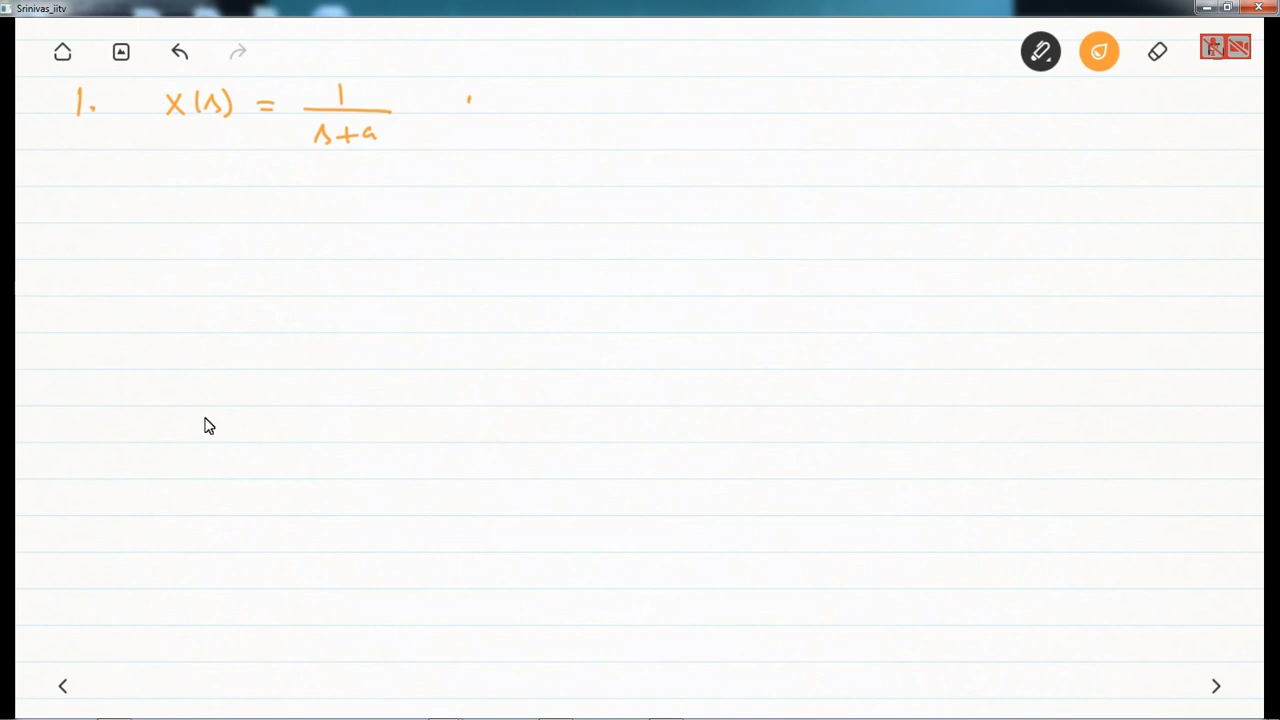 Srinivas_iitv
1. X(s) = 1/(s+a)